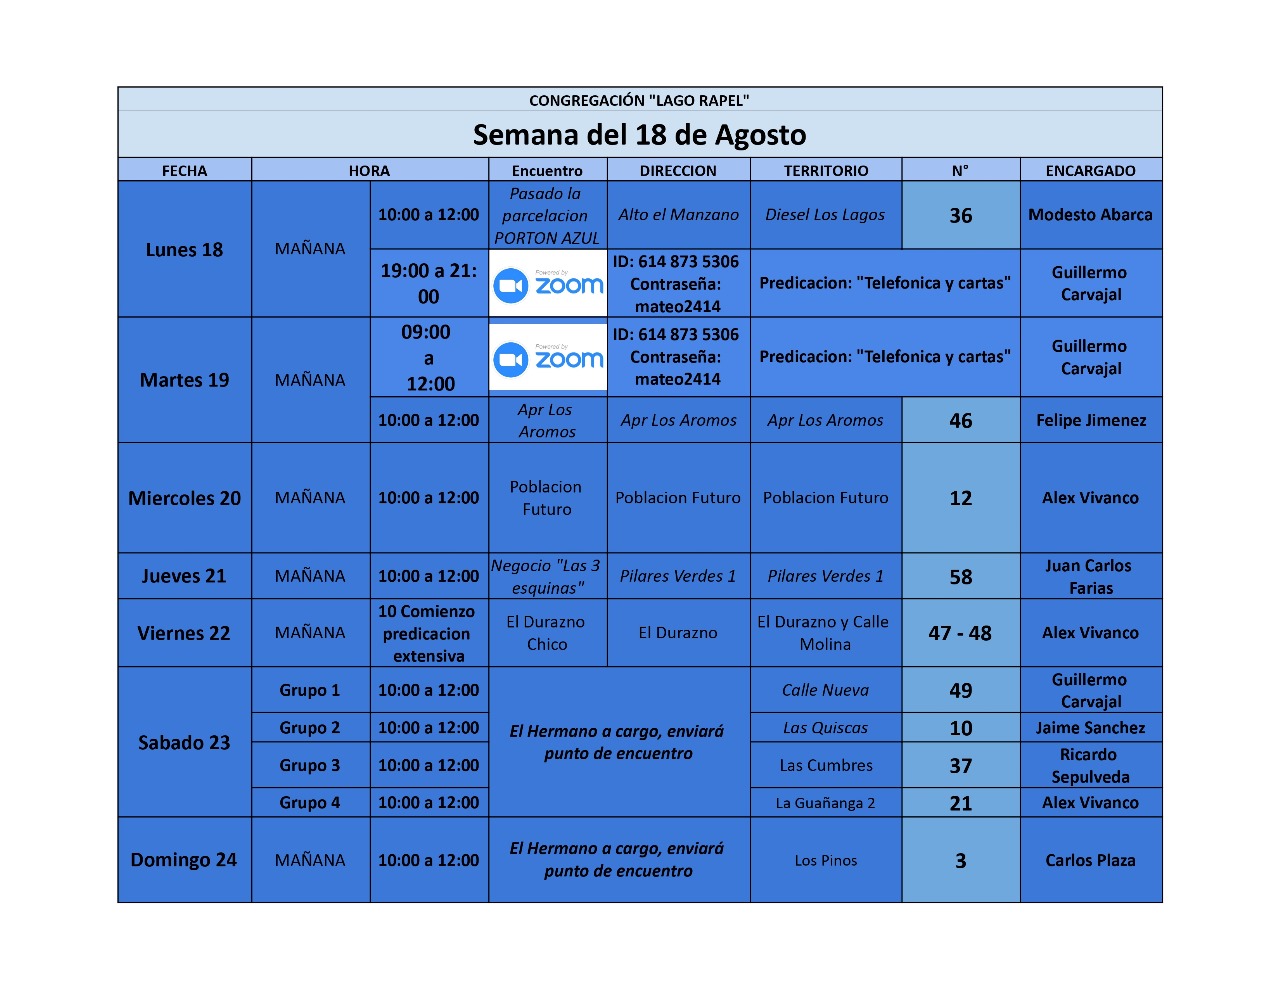 CONGREGACIÓN "LAGO RAPEL"
Semana del 18 de Agosto
FECHA HORA Encuentro DIRECCION TERRITORIO N° ENCARGADO
Lunes 18
MAÑANA
10:00 a 12:00
Pasado la
parcelacion
PORTON AZUL
Alto el Manzano
Diesel Los Lagos
36
Modesto Abarca
19:00 a 21:
00
Powered by
zoom
ID: 614 873 5306
Contraseña:
mateo2414
Predicacion: "Telefonica y cartas"
Guillermo
Carvajal
Martes 19
MAÑANA
09:00
a
12:00
Powered by
zoom
ID: 614 873 5306
Contraseña:
mateo2414
Predicacion: "Telefonica y cartas"
Guillermo
Carvajal
10:00 a 12:00
Apr Los
Aromos
Apr Los Aromos
Apr Los Aromos
46
Felipe Jimenez
Miercoles 20
MAÑANA
10:00 a 12:00
Poblacion
Futuro
Poblacion Futuro
Poblacion Futuro
12
Alex Vivanco
Jueves 21
MAÑANA
10:00 a 12:00
Negocio "Las 3
esquinas"
Pilares Verdes 1
Pilares Verdes 1
58
Juan Carlos
Farias
Viernes 22
MAÑANA
10 Comienzo
predicacion
extensiva
El Durazno
Chico
El Durazno
El Durazno y Calle
Molina
47 - 48
Alex Vivanco
Sabado 23
Grupo 1
10:00 a 12:00
El Hermano a cargo, enviará
punto de encuentro
Calle Nueva
49
Guillermo
Carvajal
Grupo 2
10:00 a 12:00
Las Quiscas
10
Jaime Sanchez
Grupo 3
10:00 a 12:00
Las Cumbres
37
Ricardo
Sepulveda
Grupo 4
10:00 a 12:00
La Guañanga 2
21
Alex Vivanco
Domingo 24
MAÑANA
10:00 a 12:00
El Hermano a cargo, enviará
punto de encuentro
Los Pinos
3
Carlos Plaza